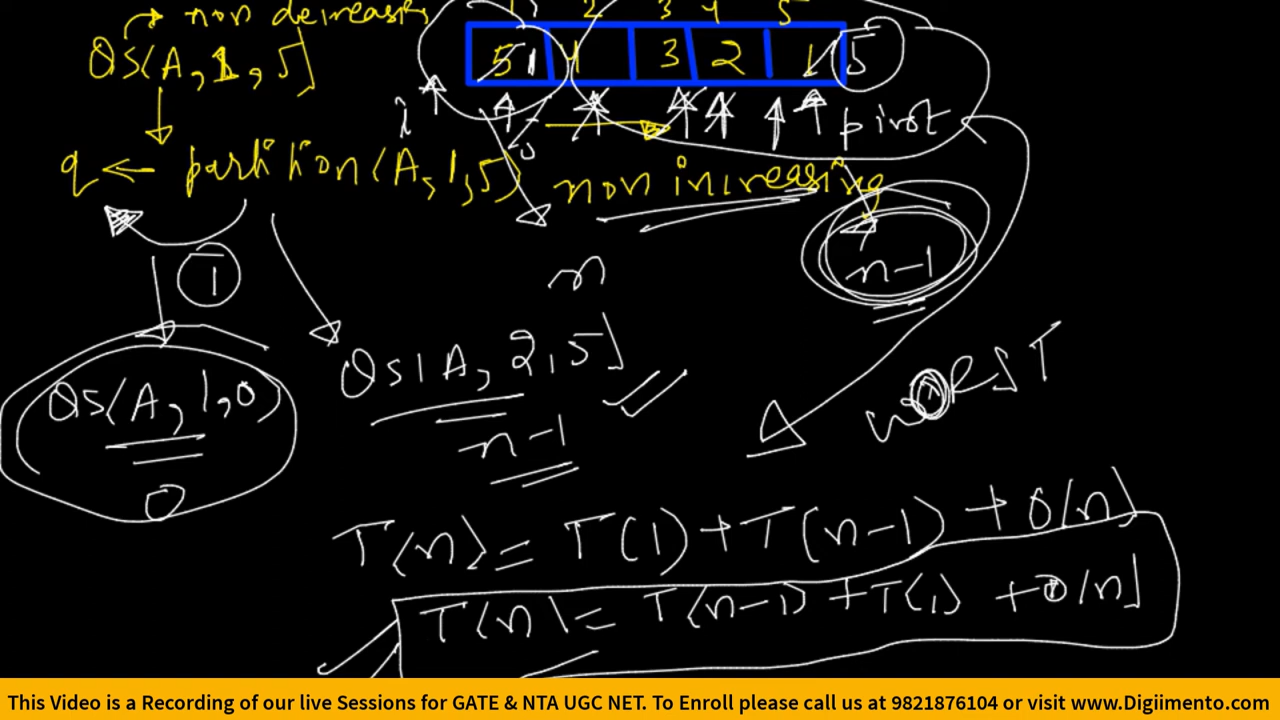 non decreasing
1 2 3 4 5
QS(A, 1, 5]
5 1 4 3 2 1 5
i pivot
q ← partition(A, 1, 5) non increasing
1
n
n-1
QS(A, 2, 5]
QS(A, 1, 0)
WORST
n-1
0
T(n) = T(1) + T(n-1) + O(n]
T(n) = T(n-1) + T(1) + O(n]
This Video is a Recording of our live Sessions for GATE & NTA UGC NET. To Enroll please call us at 9821876104 or visit www.Digiimento.com